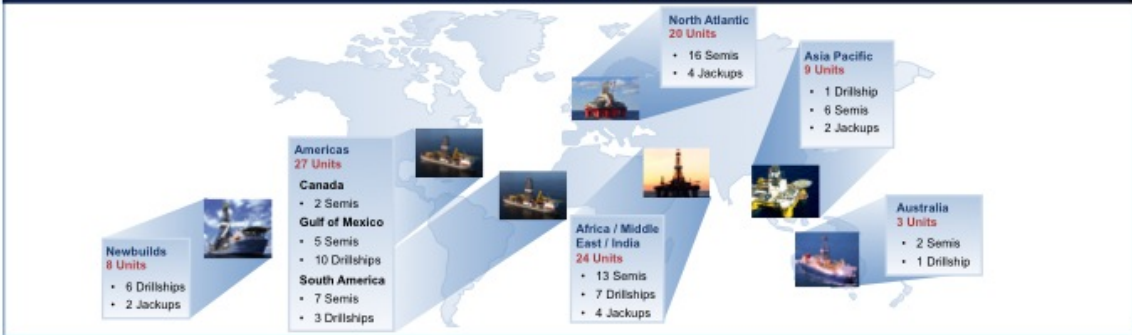 North Atlantic
20 Units
• 16 Semis
• 4 Jackups
Asia Pacific
9 Units
• 1 Drillship
• 6 Semis
• 2 Jackups
Americas
27 Units
Canada
• 2 Semis
Gulf of Mexico
• 5 Semis
• 10 Drillships
South America
• 7 Semis
• 3 Drillships
Newbuilds
8 Units
• 6 Drillships
• 2 Jackups
Africa / Middle
East / India
24 Units
• 13 Semis
• 7 Drillships
• 4 Jackups
Australia
3 Units
• 2 Semis
• 1 Drillship